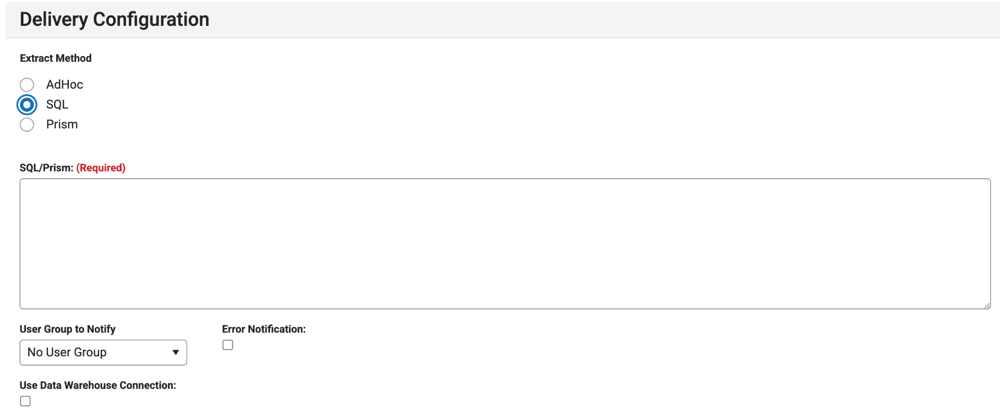 Delivery Configuration
Extract Method
AdHoc
SQL
Prism
SQL/Prism: (Required)
User Group to Notify
Error Notification:
No User Group
Use Data Warehouse Connection: